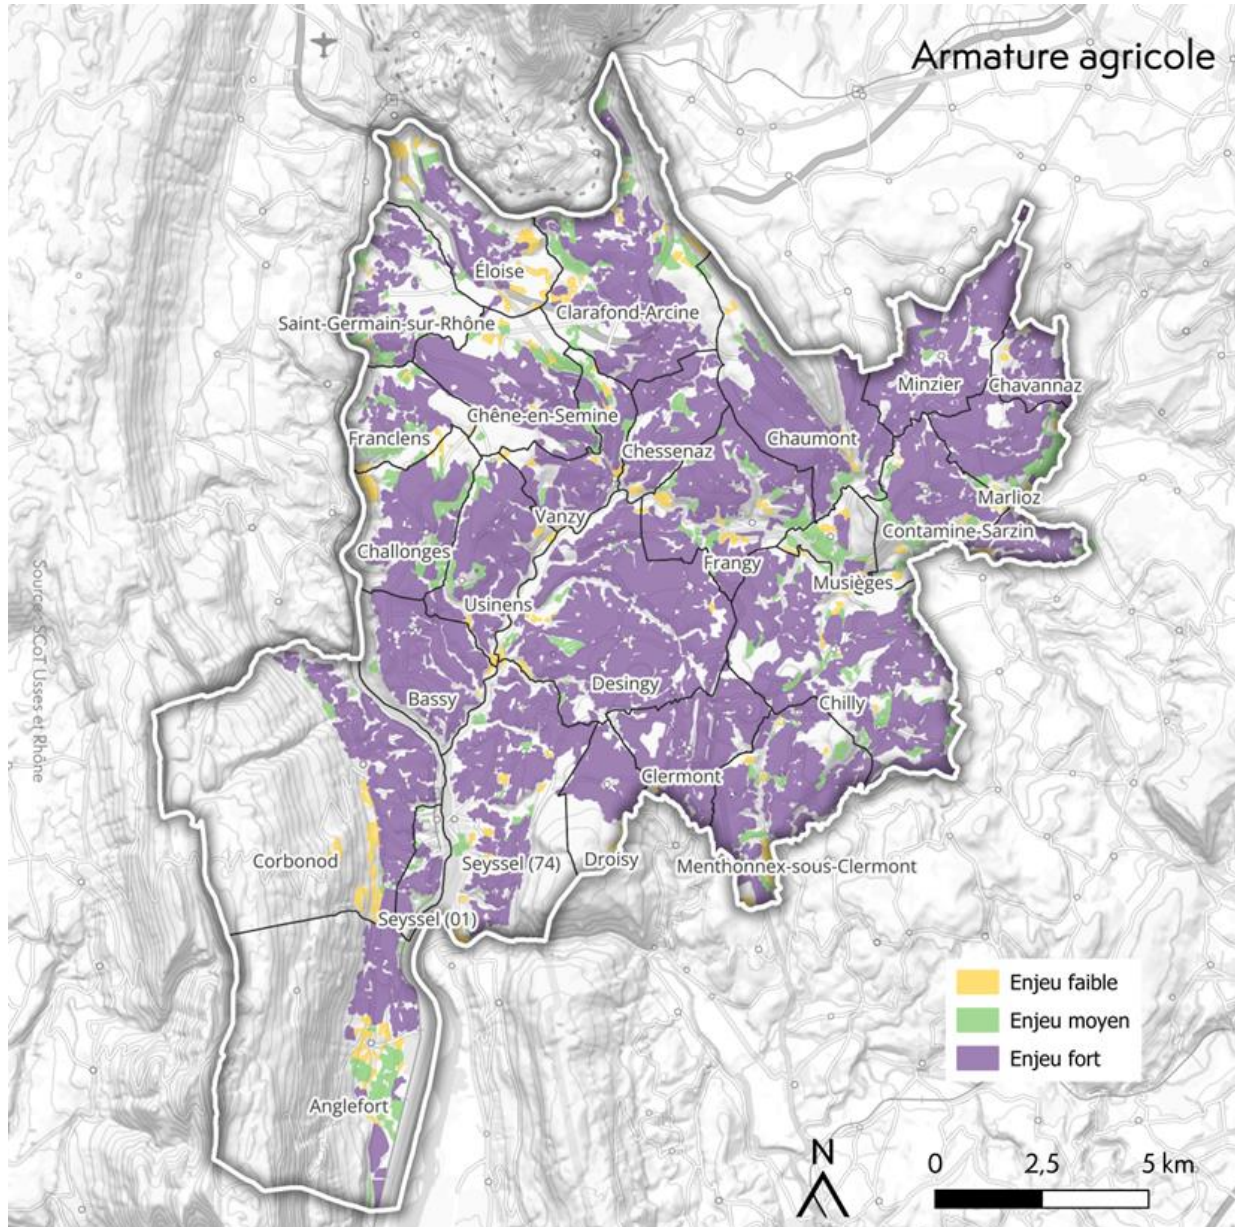 Armature agricole
Éloise
Clarafond-Arcine
Saint-Germain-sur-Rhône
Minzier
Chavannaz
Chêne-en-Semine
Franclens
Chaumont
Chessenaz
Marlioz
Vanzy
Contamine-Sarzin
Challonges
Frangy
Musièges
Usinens
Desingy
Bassy
Chilly
Clermont
Corbonod
Seyssel (74)
Droisy
Menthonnex-sous-Clermont
Seyssel (01)
Anglefort
Source : SCoT Usses et Rhône
Enjeu faible
Enjeu moyen
Enjeu fort
N
0 2,5 5 km